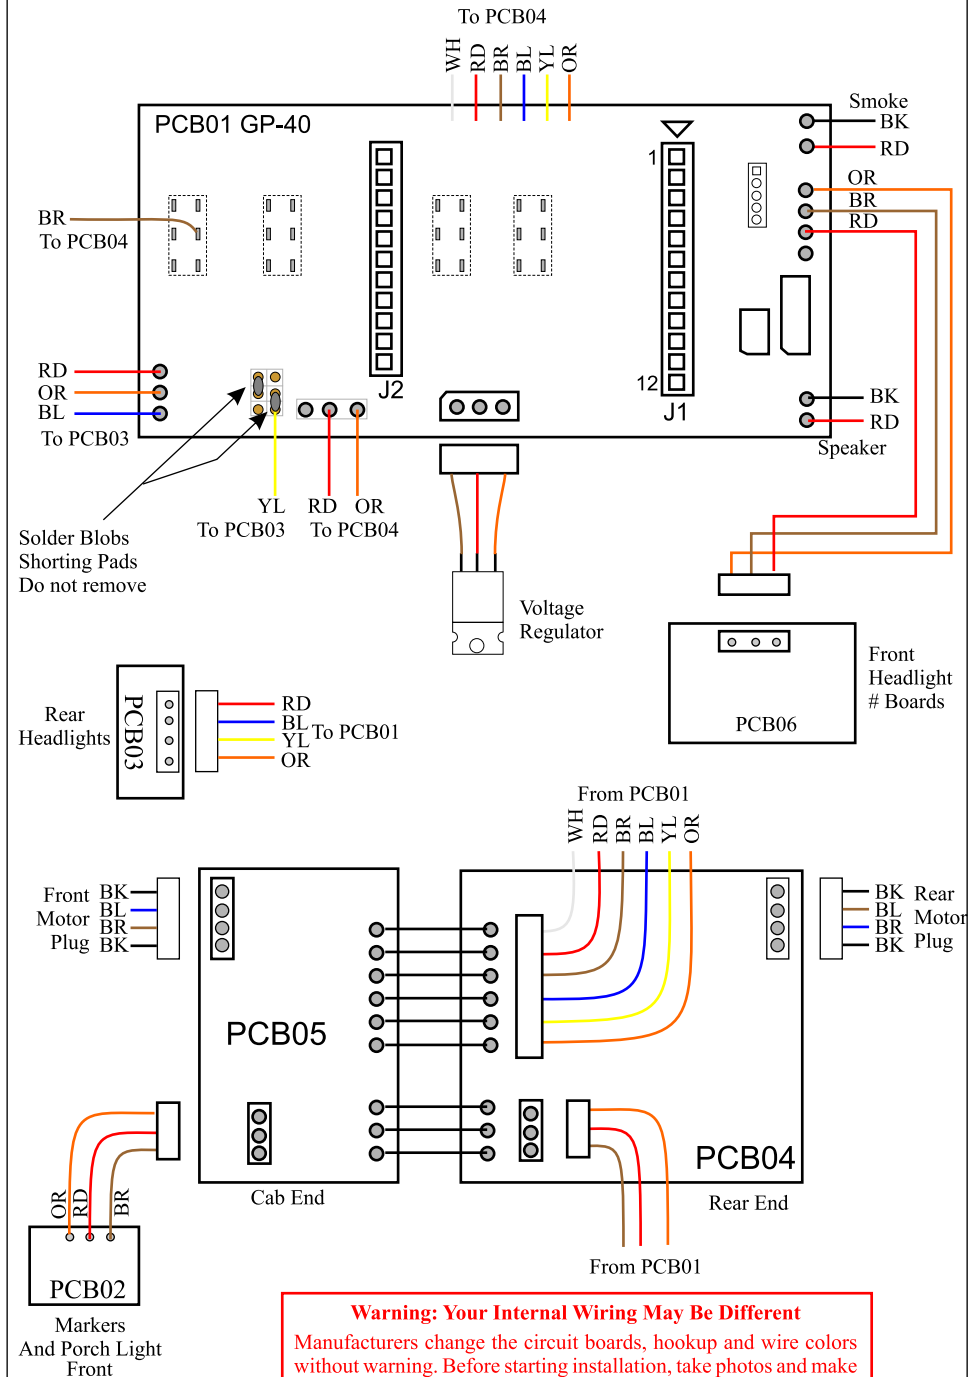 To PCB04
WH
RD
BR
BL
YL
OR
PCB01 GP-40
Smoke
BK
RD
1
OR
BR
RD
BR
To PCB04
RD
OR
BL
To PCB03
J2
12
J1
BK
RD
Speaker
YL
To PCB03
RD OR
To PCB04
Solder Blobs
Shorting Pads
Do not remove
Voltage
Regulator
Front
Headlight
# Boards
PCB06
Rear
Headlights
PCB03
RD
BL
YL
OR
To PCB01
From PCB01
WH
RD
BR
BL
YL
OR
Front
Motor
Plug
BK
BL
BR
BK
BK
BL
BR
BK
Rear
Motor
Plug
PCB05
PCB04
Cab End
Rear End
OR
RD
BR
PCB02
From PCB01
Markers
And Porch Light
Front
Warning: Your Internal Wiring May Be Different
Manufacturers change the circuit boards, hookup and wire colors
without warning. Before starting installation, take photos and make